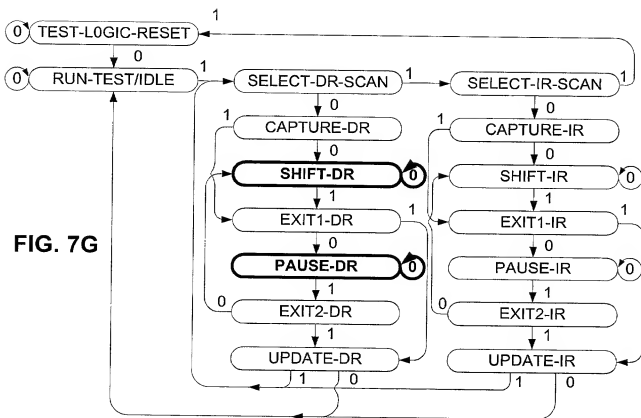 1
0 TEST-L0GIC-RESET
0
0 RUN-TEST/IDLE 1 SELECT-DR-SCAN 1 SELECT-IR-SCAN 1
0 0
1 CAPTURE-DR 1 CAPTURE-IR
0 0
SHIFT-DR 0 SHIFT-IR 0
1 1
EXIT1-DR 1 EXIT1-IR 1
FIG. 7G
0 0
PAUSE-DR 0 PAUSE-IR 0
1 1
0 EXIT2-DR 0 EXIT2-IR
1 1
UPDATE-DR UPDATE-IR
1 0 1 0